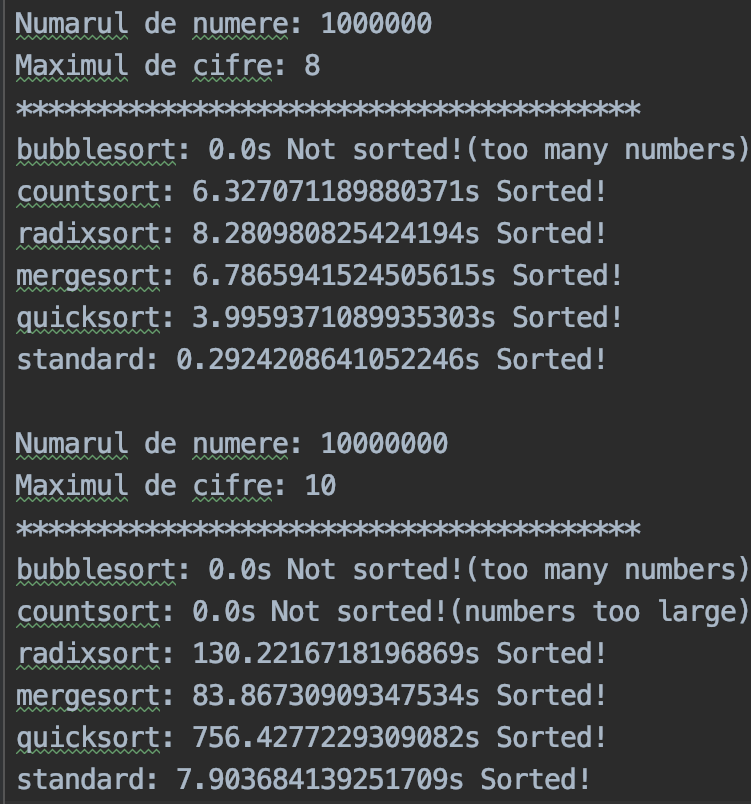 Numarul de numere: 1000000
Maximul de cifre: 8
***************************************
bubblesort: 0.0s Not sorted!(too many numbers)
countsort: 6.327071189880371s Sorted!
radixsort: 8.280980825424194s Sorted!
mergesort: 6.7865941524505615s Sorted!
quicksort: 3.9959371089935303s Sorted!
standard: 0.2924208641052246s Sorted!
Numarul de numere: 10000000
Maximul de cifre: 10
***************************************
bubblesort: 0.0s Not sorted!(too many numbers)
countsort: 0.0s Not sorted!(numbers too large)
radixsort: 130.2216718196869s Sorted!
mergesort: 83.86730909347534s Sorted!
quicksort: 756.4277229309082s Sorted!
standard: 7.903684139251709s Sorted!